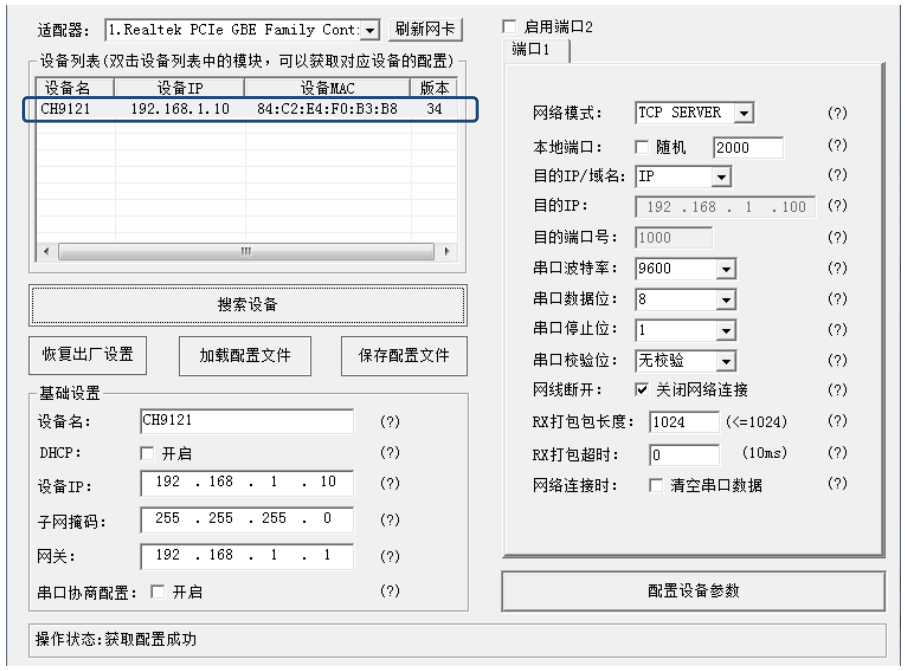 适配器: 1.Realtek PCIe GBE Family Cont: 刷新网卡
设备列表(双击设备列表中的模块，可以获取对应设备的配置)
设备名 设备IP 设备MAC 版本
CH9121 192.168.1.10 84:C2:E4:F0:B3:B8 34
搜索设备
恢复出厂设置 加载配置文件 保存配置文件
基础设置
设备名: CH9121 (?)
DHCP: 开启 (?)
设备IP: 192 . 168 . 1 . 10 (?)
子网掩码: 255 . 255 . 255 . 0 (?)
网关: 192 . 168 . 1 . 1 (?)
串口协商配置: 开启 (?)
启用端口2
端口1
网络模式: TCP SERVER (?)
本地端口: 随机 2000 (?)
目的IP/域名: IP (?)
目的IP: 192 . 168 . 1 . 100 (?)
目的端口号: 1000 (?)
串口波特率: 9600 (?)
串口数据位: 8 (?)
串口停止位: 1 (?)
串口校验位: 无校验 (?)
网线断开: 关闭网络连接 (?)
RX打包包长度: 1024 (<=1024) (?)
RX打包超时: 0 (10ms) (?)
网络连接时: 清空串口数据 (?)
配置设备参数
操作状态:获取配置成功